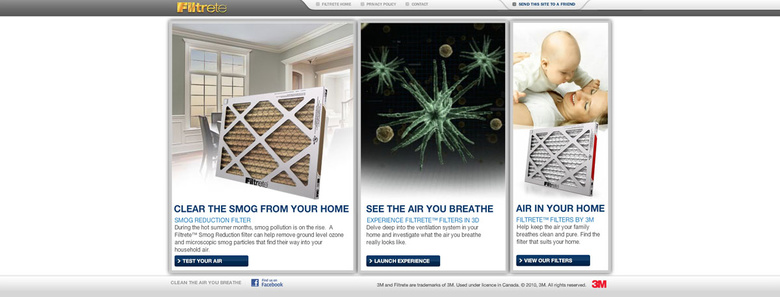 Filtrete
FILTRETE HOME PRIVACY POLICY CONTACT SEND THIS SITE TO A FRIEND
Filtrete
CLEAR THE SMOG FROM YOUR HOME
SMOG REDUCTION FILTER
During the hot summer months, smog pollution is on the rise. A
Filtrete™ Smog Reduction filter can help remove ground level ozone
and microscopic smog particles that find their way into your
household air.
> TEST YOUR AIR
SEE THE AIR YOU BREATHE
EXPERIENCE FILTRETE™ FILTERS IN 3D
Delve deep into the ventilation system in your
home and investigate what the air you breathe
really looks like.
> LAUNCH EXPERIENCE
Filtrete
AIR IN YOUR HOME
FILTRETE™ FILTERS BY 3M
Help keep the air your family
breathes clean and pure. Find the
filter that suits your home.
> VIEW OUR FILTERS
CLEAR THE AIR YOU BREATHE
Find us on
Facebook
3M and Filtrete are trademarks of 3M. Used under licence in Canada. © 2010, 3M. All rights reserved.
3M